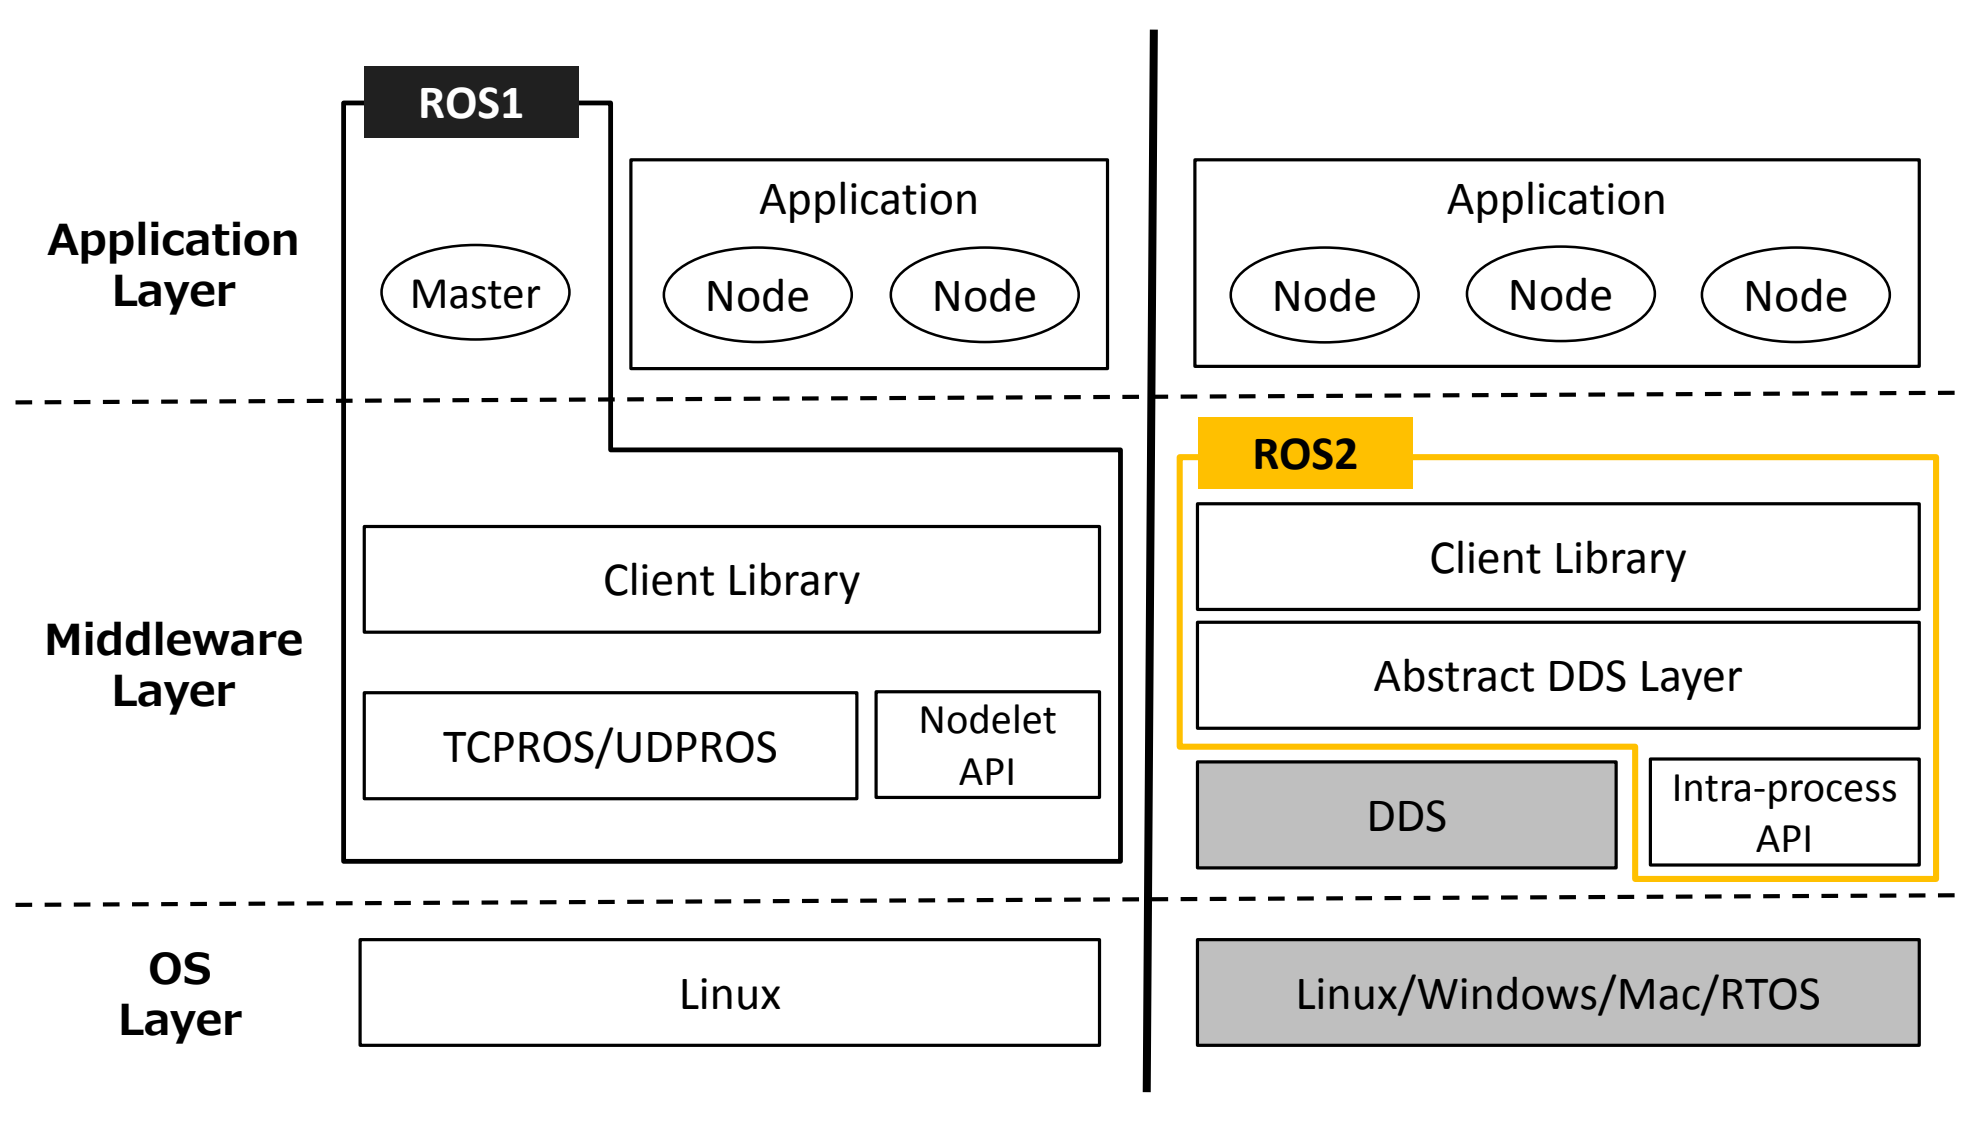 ROS1
Application
Layer
Master
Application
Node
Node
Application
Node
Node
Node
Middleware
Layer
Client Library
TCPROS/UDPROS
Nodelet
API
ROS2
Client Library
Abstract DDS Layer
DDS
Intra-process
API
OS
Layer
Linux
Linux/Windows/Mac/RTOS